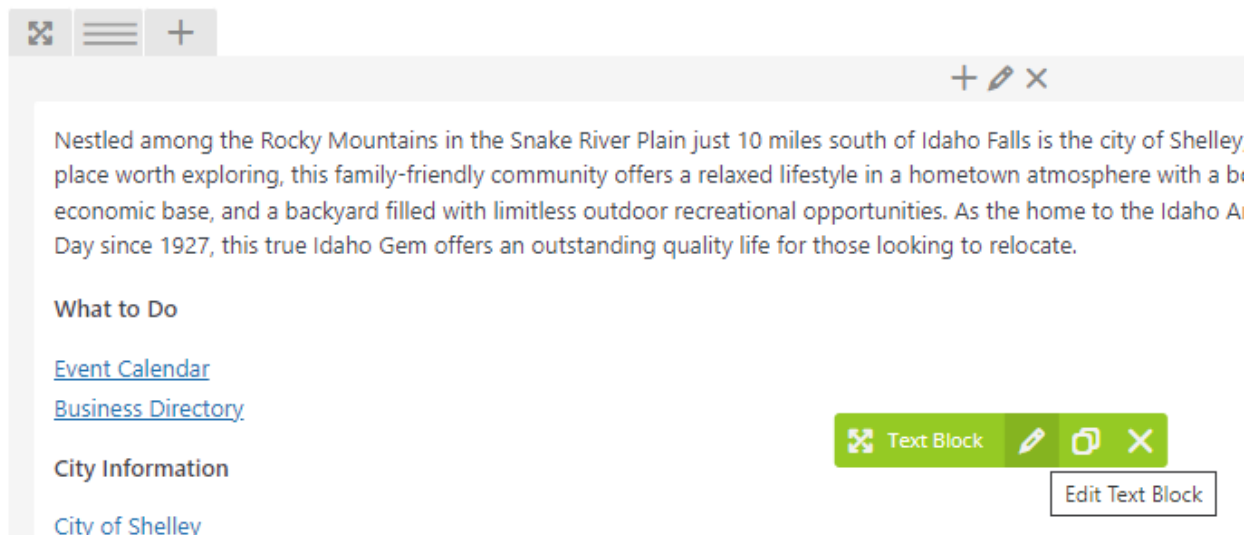 Nestled among the Rocky Mountains in the Snake River Plain just 10 miles south of Idaho Falls is the city of Shelley,
place worth exploring, this family-friendly community offers a relaxed lifestyle in a hometown atmosphere with a
economic base, and a backyard filled with limitless outdoor recreational opportunities. As the home to the Idaho
Day since 1927, this true Idaho Gem offers an outstanding quality life for those looking to relocate.
What to Do
Event Calendar
Business Directory
Text Block
City Information
Edit Text Block
City of Shelley